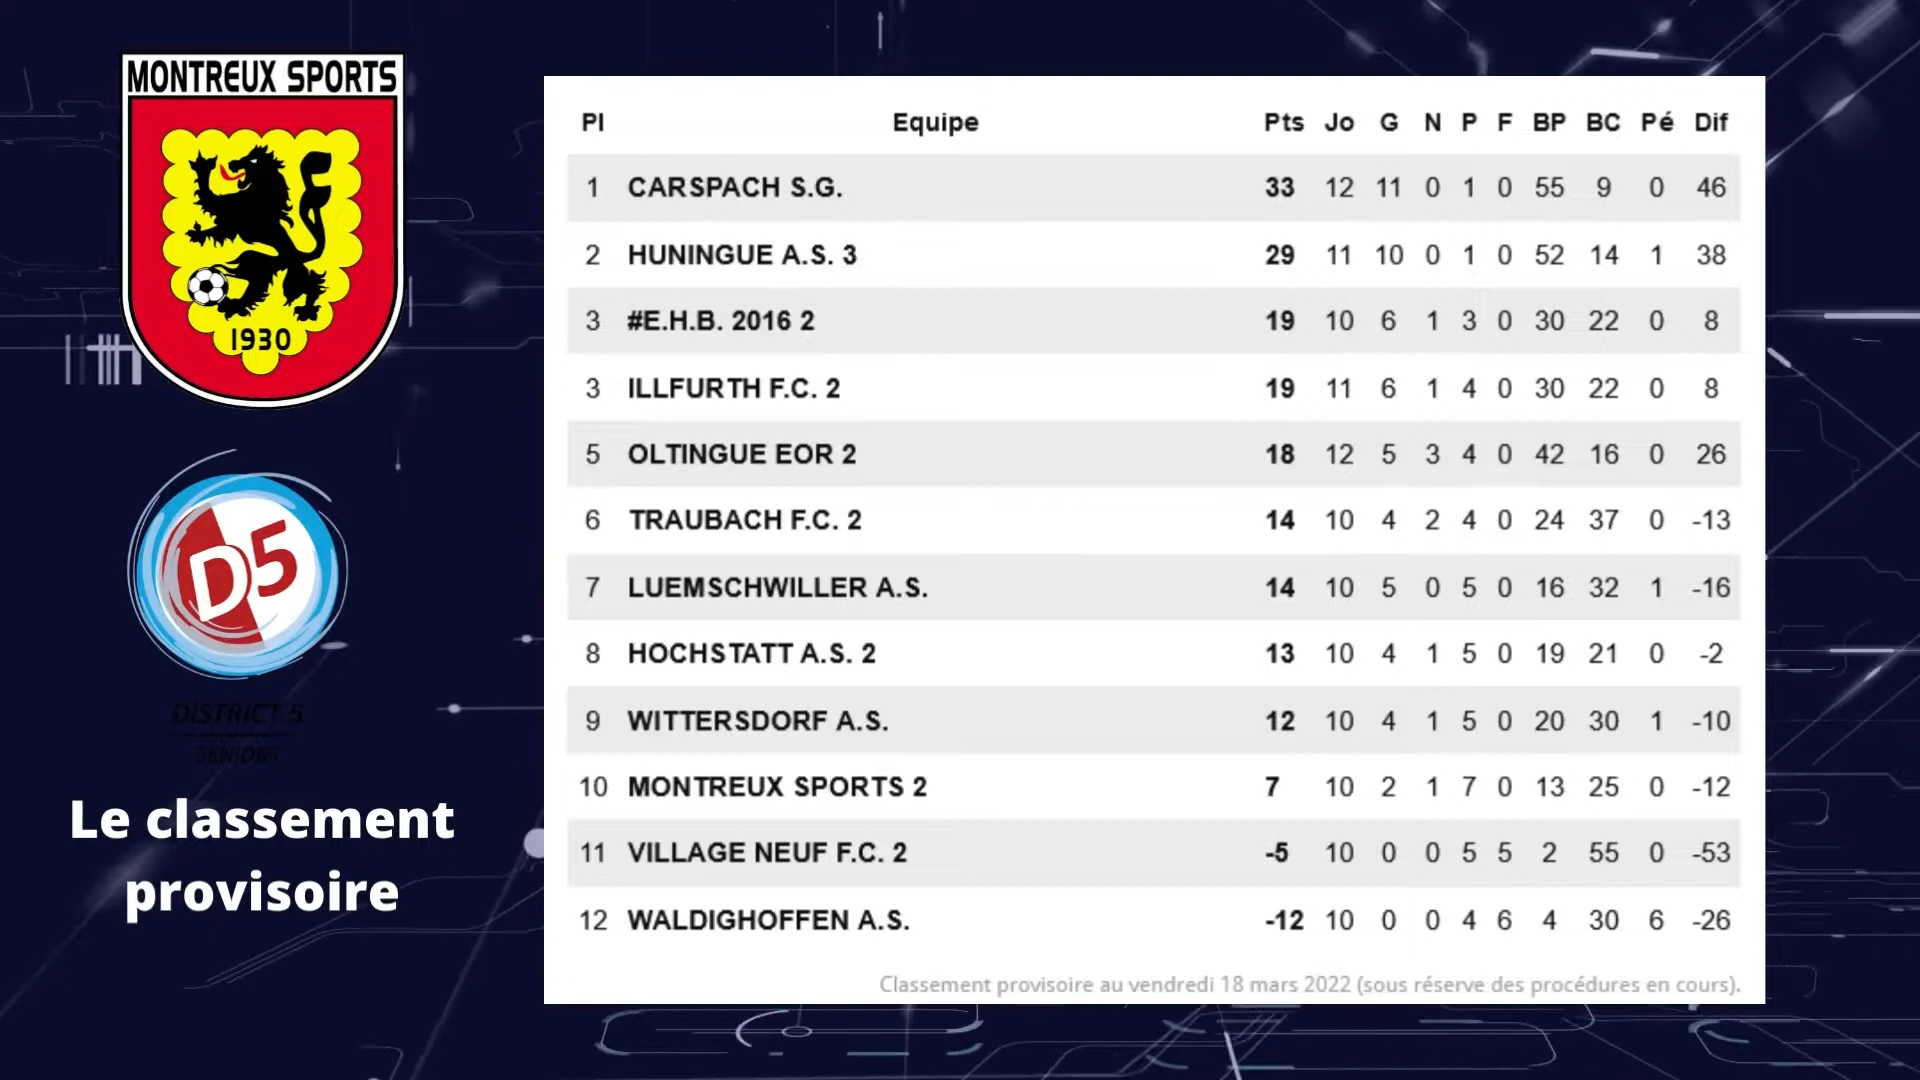 MONTREUX SPORTS
1930
D5
DISTRICT 5
SENIORS
Le classement
provisoire
Pl Equipe Pts Jo G N P F BP BC Pé Dif
1 CARSPACH S.G. 33 12 11 0 1 0 55 9 0 46
2 HUNINGUE A.S. 3 29 11 10 0 1 0 52 14 1 38
3 #E.H.B. 2016 2 19 10 6 1 3 0 30 22 0 8
3 ILLFURTH F.C. 2 19 11 6 1 4 0 30 22 0 8
5 OLTINGUE EOR 2 18 12 5 3 4 0 42 16 0 26
6 TRAUBACH F.C. 2 14 10 4 2 4 0 24 37 0 -13
7 LUEMSCHWILLER A.S. 14 10 5 0 5 0 16 32 1 -16
8 HOCHSTATT A.S. 2 13 10 4 1 5 0 19 21 0 -2
9 WITTERSDORF A.S. 12 10 4 1 5 0 20 30 1 -10
10 MONTREUX SPORTS 2 7 10 2 1 7 0 13 25 0 -12
11 VILLAGE NEUF F.C. 2 -5 10 0 0 5 5 2 55 0 -53
12 WALDIGHOFFEN A.S. -12 10 0 0 4 6 4 30 6 -26
Classement provisoire au vendredi 18 mars 2022 (sous réserve des procédures en cours).